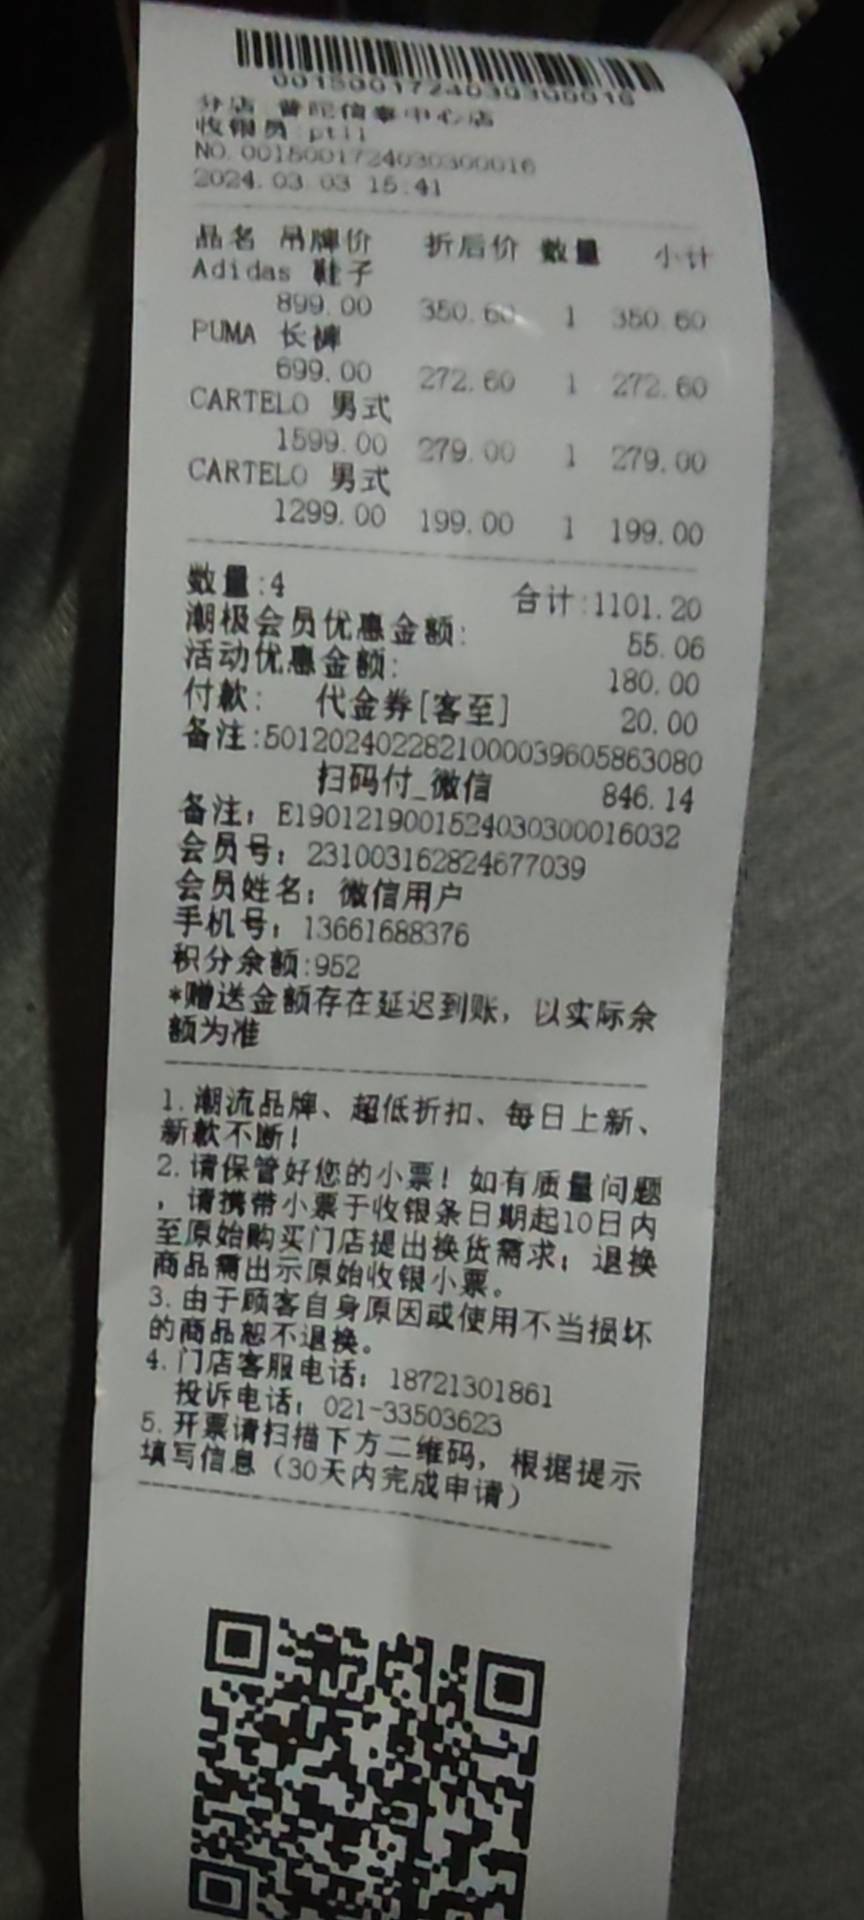 0015001724030300016
分店:普陀信泰中心店
收银员:pt11
NO.0015001724030300016
2024.03.03 15:41
品名 吊牌价 折后价 数量 小计
Adidas 鞋子
899.00 350.60 1 350.60
PUMA 长裤
699.00 272.60 1 272.60
CARTELO 男式
1599.00 279.00 1 279.00
CARTELO 男式
1299.00 199.00 1 199.00
数量:4 合计:1101.20
潮极会员优惠金额: 55.06
活动优惠金额: 180.00
付款: 代金券[客至] 20.00
备注:5012024022821000039605863080
扫码付_微信 846.14
备注: E1901219001524030300016032
会员号: 231003162824677039
会员姓名: 微信用户
手机号: 13661688376
积分余额:952
*赠送金额存在延迟到账，以实际余
额为准
1.潮流品牌、超低折扣、每日上新、
新款不断！
2.请保管好您的小票！如有质量问题
，请携带小票于收银条日期起10日内
至原始购买门店提出换货需求；退换
商品需出示原始收银小票。
3.由于顾客自身原因或使用不当损坏
的商品恕不退换。
4.门店客服电话: 18721301861
投诉电话: 021-33503623
5.开票请扫描下方二维码，根据提示
填写信息（30天内完成申请）